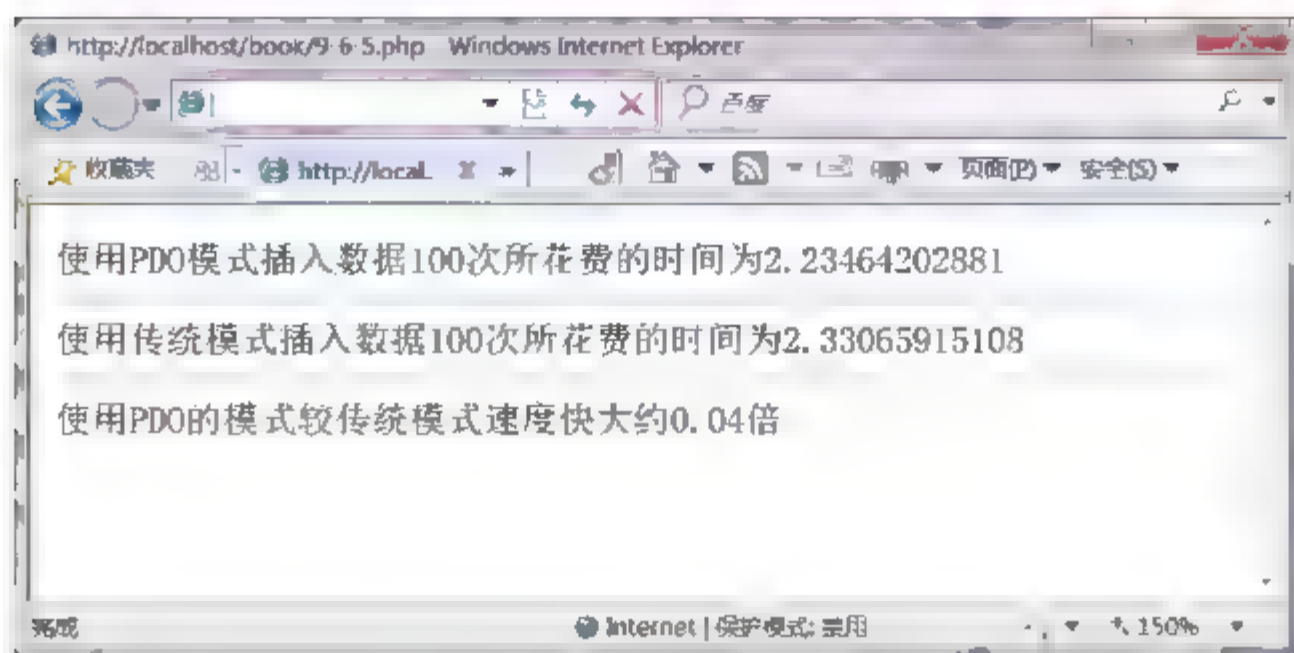 http://localhost/book/9-6-5.php Windows Internet Explorer
百度
收藏夹 http://local... 页面(P) 安全(S)
使用PDO模式插入数据100次所花费的时间为2.23464202881
使用传统模式插入数据100次所花费的时间为2.33065915108
使用PDO的模式较传统模式速度快大约0.04倍
完成 Internet | 保护模式: 禁用 150%